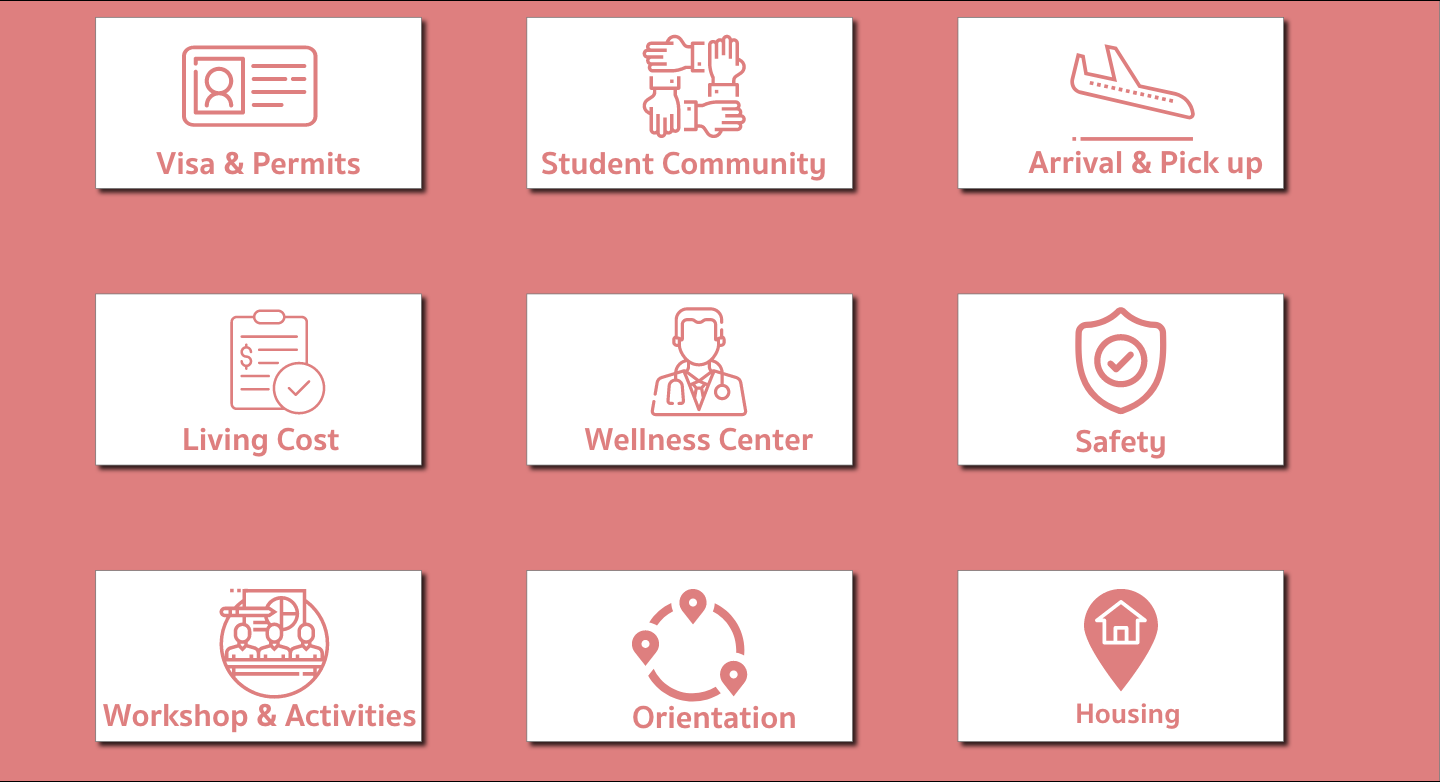 Visa & Permits
Student Community
Arrival & Pick up
$
Living Cost
Wellness Center
Safety
Workshop & Activities
Orientation
Housing